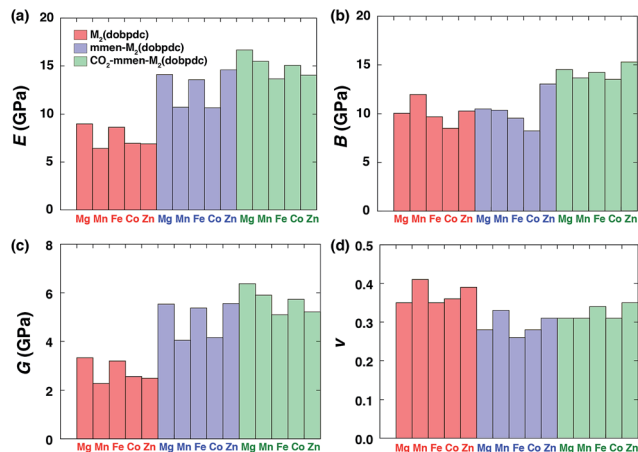 (a)
E (GPa)
20
15
10
5
0
M₂(dobpdc)
mmen-M₂(dobpdc)
CO₂-mmen-M₂(dobpdc)
Mg Mn Fe Co Zn Mg Mn Fe Co Zn Mg Mn Fe Co Zn
(b)
B (GPa)
20
15
10
5
0
Mg Mn Fe Co Zn Mg Mn Fe Co Zn Mg Mn Fe Co Zn
(c)
G (GPa)
8
6
4
2
0
Mg Mn Fe Co Zn Mg Mn Fe Co Zn Mg Mn Fe Co Zn
(d)
v
0.5
0.4
0.3
0.2
0.1
0.0
Mg Mn Fe Co Zn Mg Mn Fe Co Zn Mg Mn Fe Co Zn